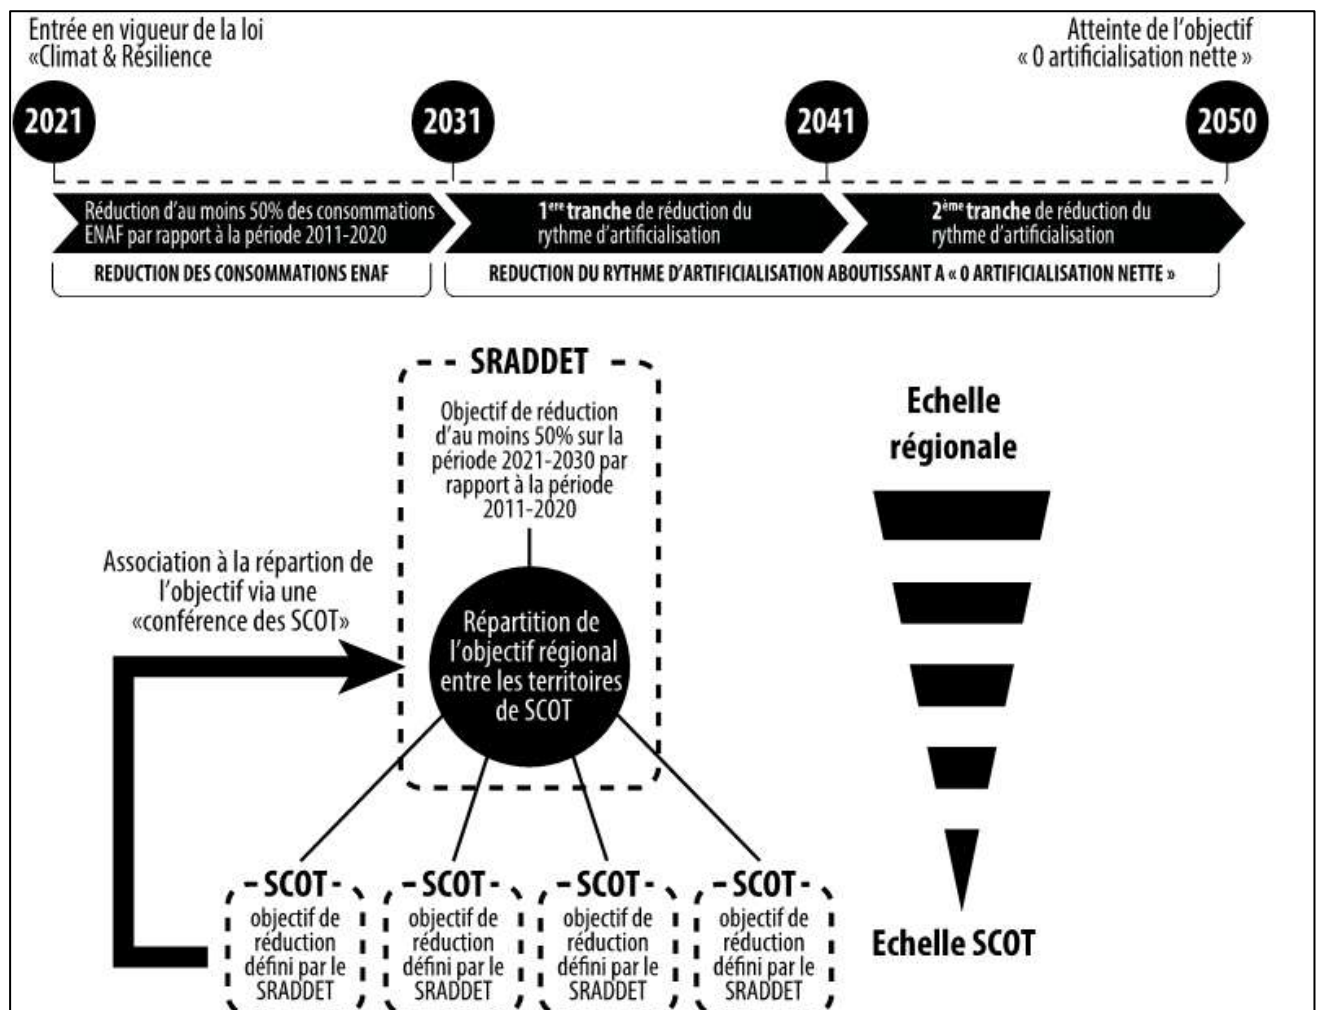 Entrée en vigueur de la loi
«Climat & Résilience
Atteinte de l'objectif
« 0 artificialisation nette »
2021
2031
2041
2050
Réduction d'au moins 50% des consommations
ENAF par rapport à la période 2011-2020
1ere tranche de réduction du
rythme d'artificialisation
2ème tranche de réduction du
rythme d'artificialisation
REDUCTION DES CONSOMMATIONS ENAF
REDUCTION DU RYTHME D'ARTIFICIALISATION ABOUTISSANT A « 0 ARTIFICIALISATION NETTE »
SRADDET
Objectif de réduction
d'au moins 50% sur la
période 2021-2030 par
rapport à la période
2011-2020
Echelle
régionale
Association à la répartion de
l'objectif via une
«conférence des SCOT»
Répartition de
l'objectif régional
entre les territoires
de SCOT
SCOT
objectif de
réduction
défini par le
SRADDET
SCOT
objectif de
réduction
défini par le
SRADDET
SCOT
objectif de
réduction
défini par le
SRADDET
SCOT
objectif de
réduction
défini par le
SRADDET
Echelle SCOT